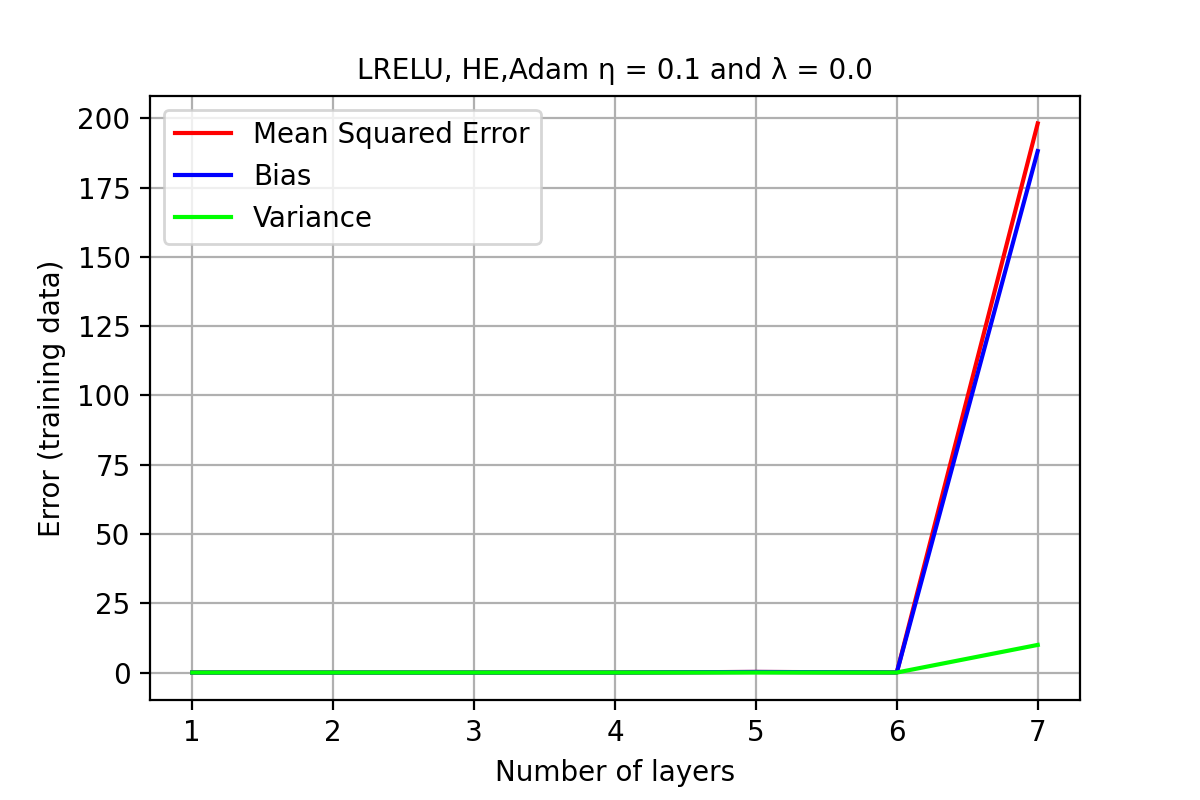 LRELU, HE,Adam η = 0.1 and λ = 0.0
Mean Squared Error
Bias
Variance
Error (training data)
200
175
150
125
100
75
50
25
0
1 2 3 4 5 6 7
Number of layers